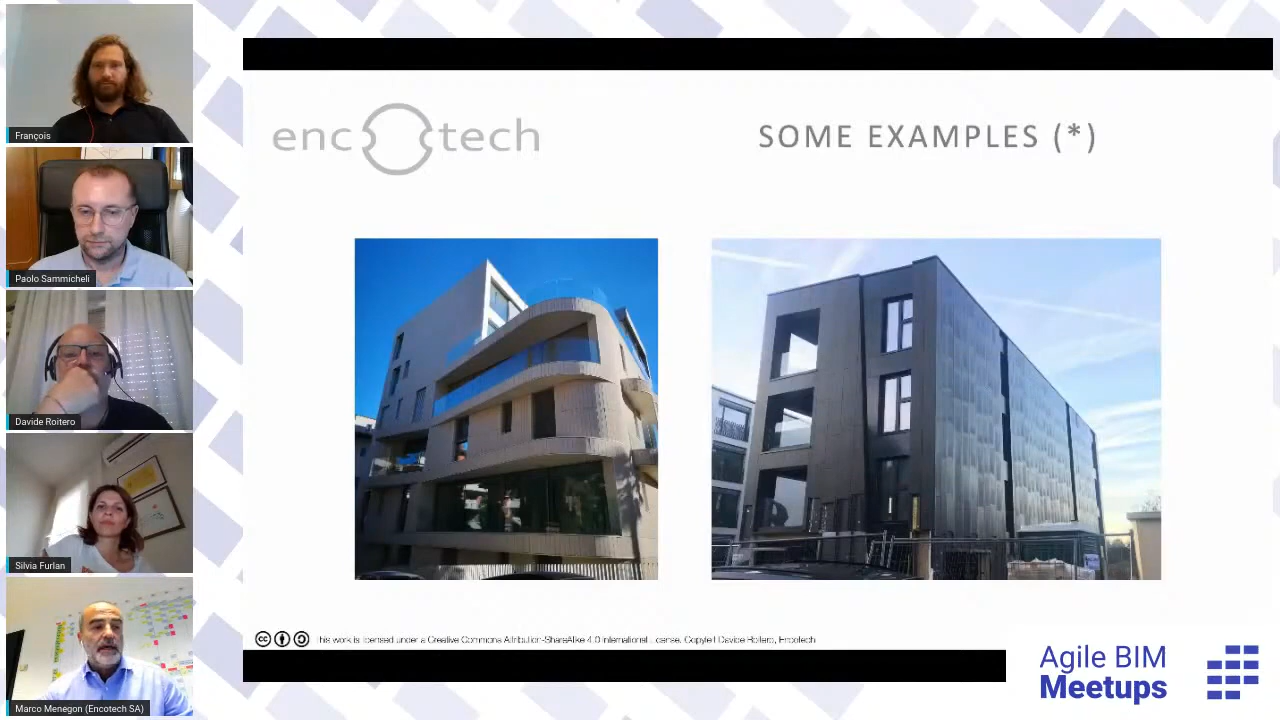 François
Paolo Sammicheli
Davide Roitero
Silvia Furlan
Marco Menegon (Encotech SA)
encotech
SOME EXAMPLES (*)
This work is licensed under a Creative Commons Attribution-ShareAlike 4.0 International License. Copyleft Davide Roitero, Encotech
Agile BIM
Meetups